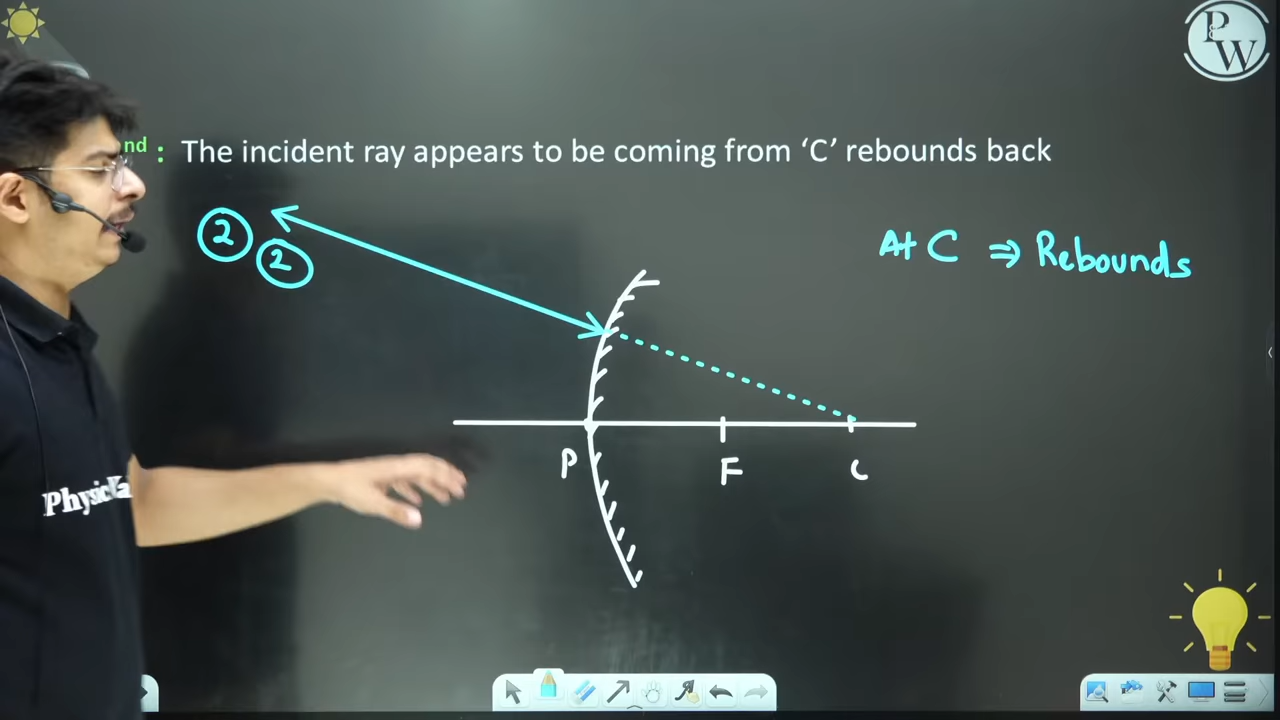 PW
nd : The incident ray appears to be coming from ‘C’ rebounds back
2
2
At C ⇒ Rebounds
P
F
C